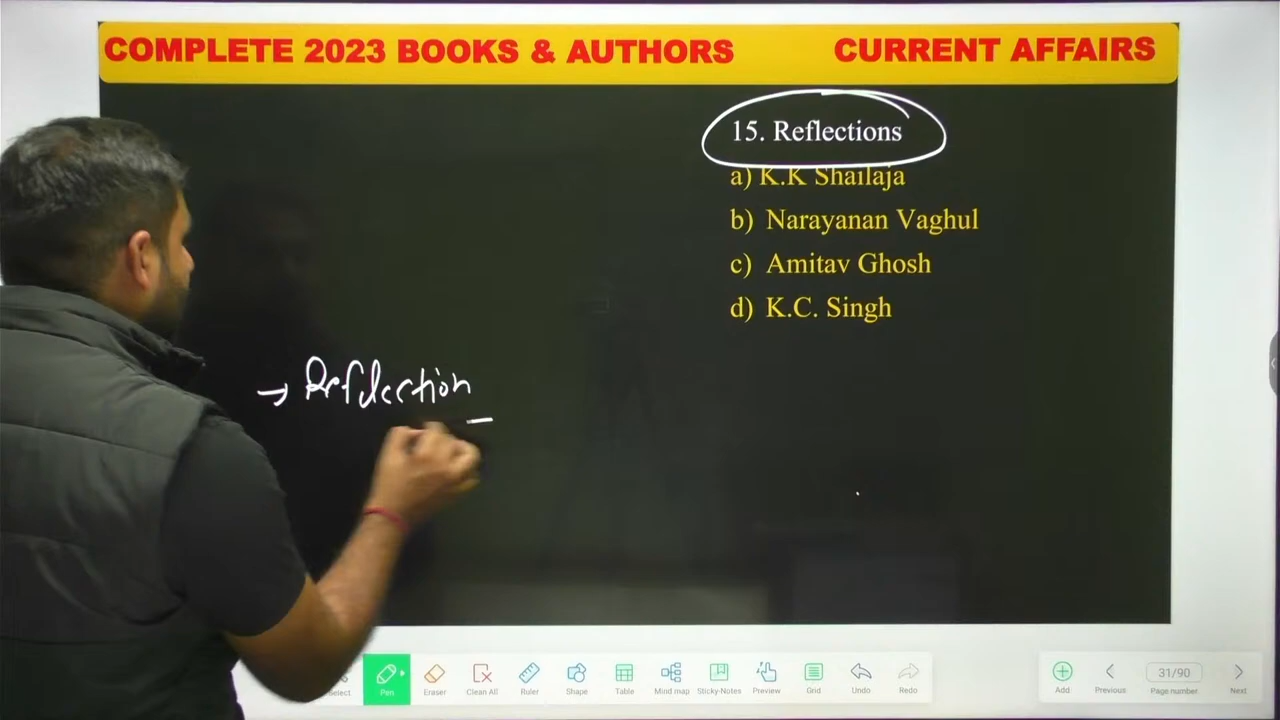 COMPLETE 2023 BOOKS & AUTHORS CURRENT AFFAIRS
15. Reflections
a) K.K Shailaja
b) Narayanan Vaghul
c) Amitav Ghosh
d) K.C. Singh
→ Reflection
Select Pen Eraser Clean All Ruler Shape Table Mind map Sticky-Notes Preview Grid Undo Redo Add Previous 31/90 Page number Next